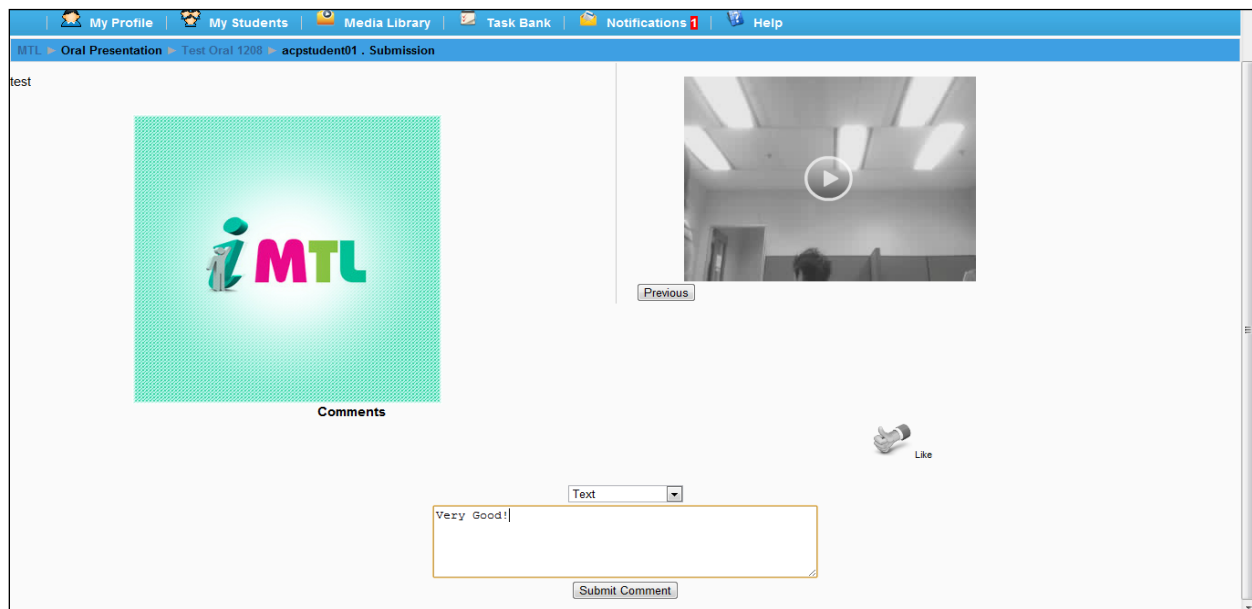 My Profile | My Students | Media Library | Task Bank | Notifications 1 | Help
MTL ► Oral Presentation ► Test Oral 1208 ► acpstudent01 . Submission
test
iMTL
Previous
Comments
Like
Text
Very Good!
Submit Comment